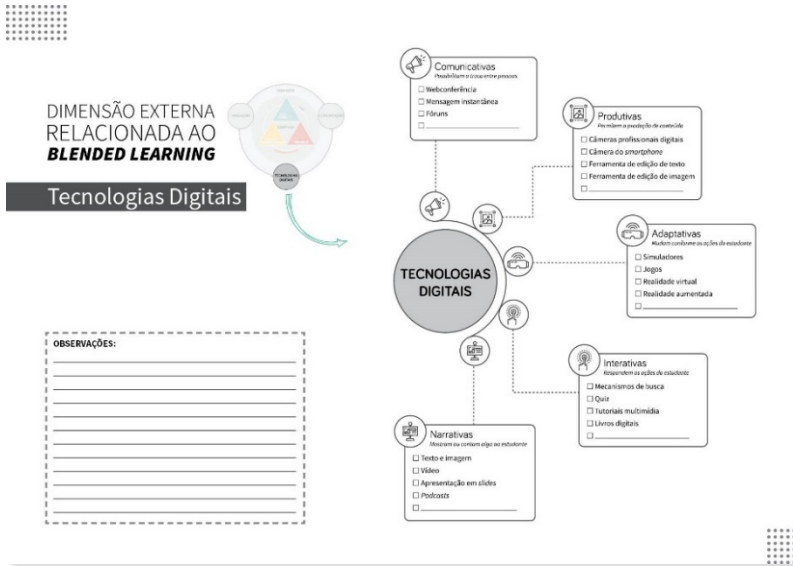 DIMENSÃO EXTERNA
RELACIONADA AO
BLENDED LEARNING
TECNOLOGIAS
DIGITAIS
Tecnologias Digitais
OBSERVAÇÕES:
TECNOLOGIAS
DIGITAIS
Comunicativas
Possibilitam a troca entre pessoas
Webconferência
Mensagem instantânea
Fóruns
Produtivas
Permitem a produção de conteúdo
Câmeras profissionais digitais
Câmera do smartphone
Ferramenta de edição de texto
Ferramenta de edição de imagem
Adaptativas
Mudam conforme as ações do estudante
Simuladores
Jogos
Realidade virtual
Realidade aumentada
Interativas
Respondem as ações do estudante
Mecanismos de busca
Quiz
Tutoriais multimídia
Livros digitais
Narrativas
Mostram ou contam algo ao estudante
Texto e imagem
Vídeo
Apresentação em slides
Podcasts